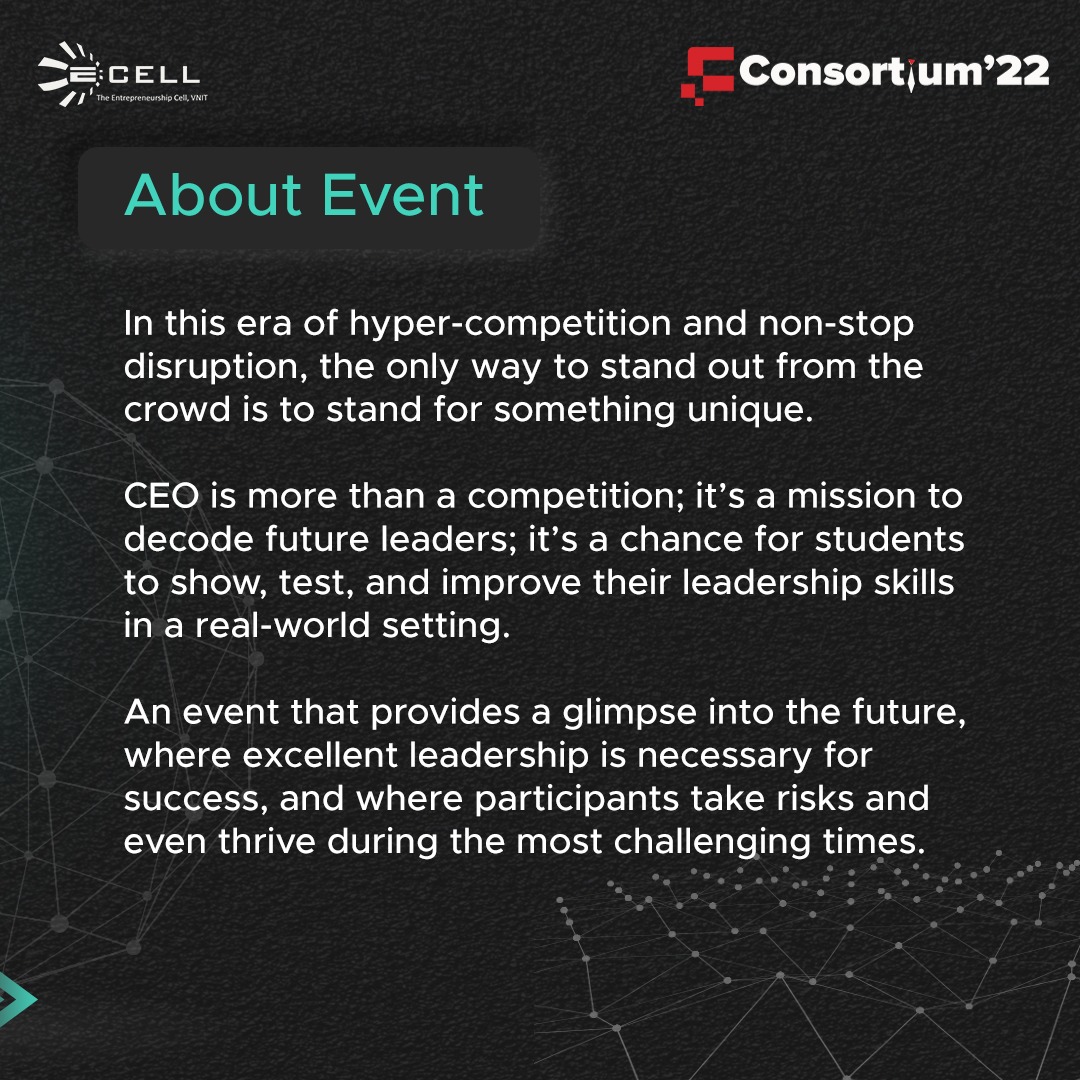 E CELL
The Entrepreneurship Cell, VNIT
Consortium’22
About Event
In this era of hyper-competition and non-stop
disruption, the only way to stand out from the
crowd is to stand for something unique.
CEO is more than a competition; it’s a mission to
decode future leaders; it’s a chance for students
to show, test, and improve their leadership skills
in a real-world setting.
An event that provides a glimpse into the future,
where excellent leadership is necessary for
success, and where participants take risks and
even thrive during the most challenging times.